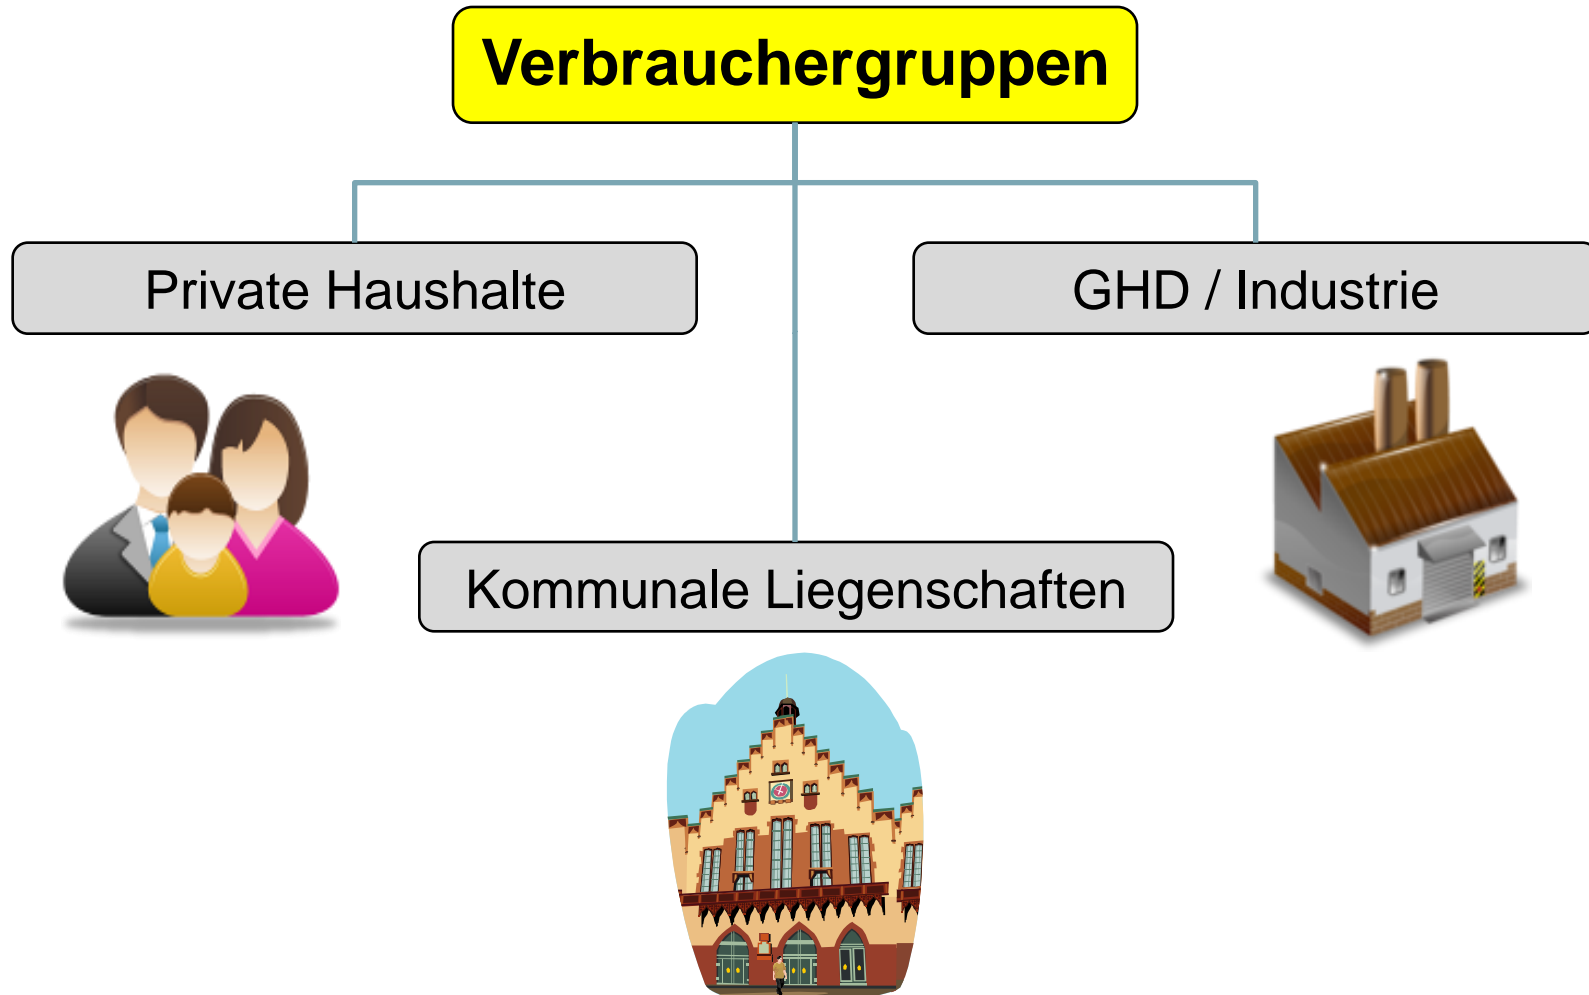 Verbrauchergruppen
Private Haushalte
GHD / Industrie
Kommunale Liegenschaften